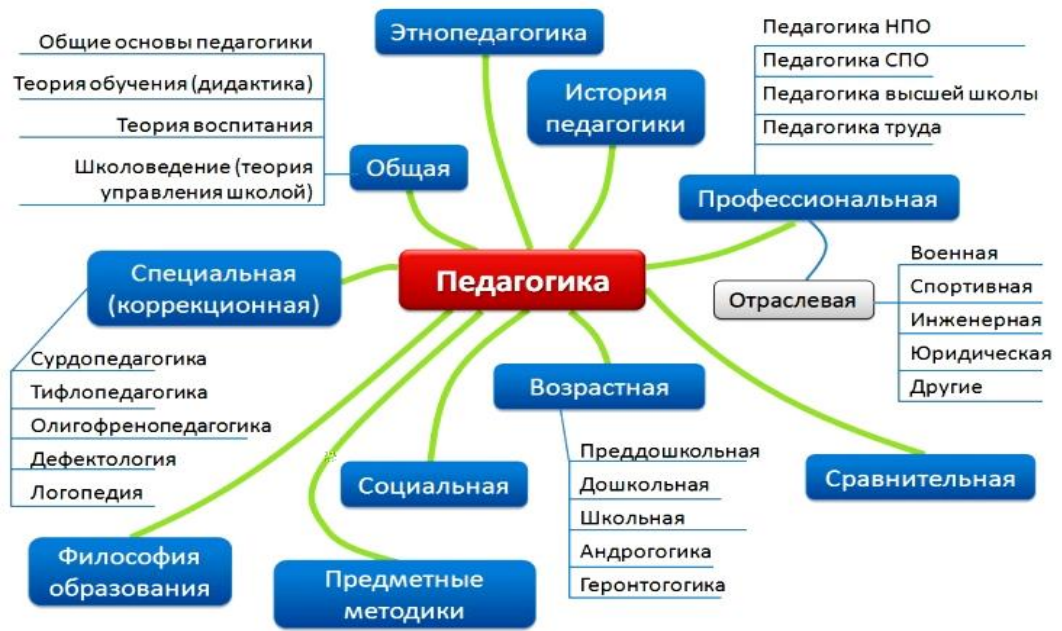 Этнопедагогика
История
педагогики
Общие основы педагогики
Теория обучения (дидактика)
Теория воспитания
Школоведение (теория
управления школой)
Общая
Педагогика НПО
Педагогика СПО
Педагогика высшей школы
Педагогика труда
Профессиональная
Отраслевая
Военная
Спортивная
Инженерная
Юридическая
Другие
Педагогика
Специальная
(коррекционная)
Сурдопедагогика
Тифлопедагогика
Олигофренопедагогика
Дефектология
Логопедия
Возрастная
Преддошкольная
Дошкольная
Школьная
Андрогогика
Геронтогогика
Социальная
Сравнительная
Философия
образования
Предметные
методики